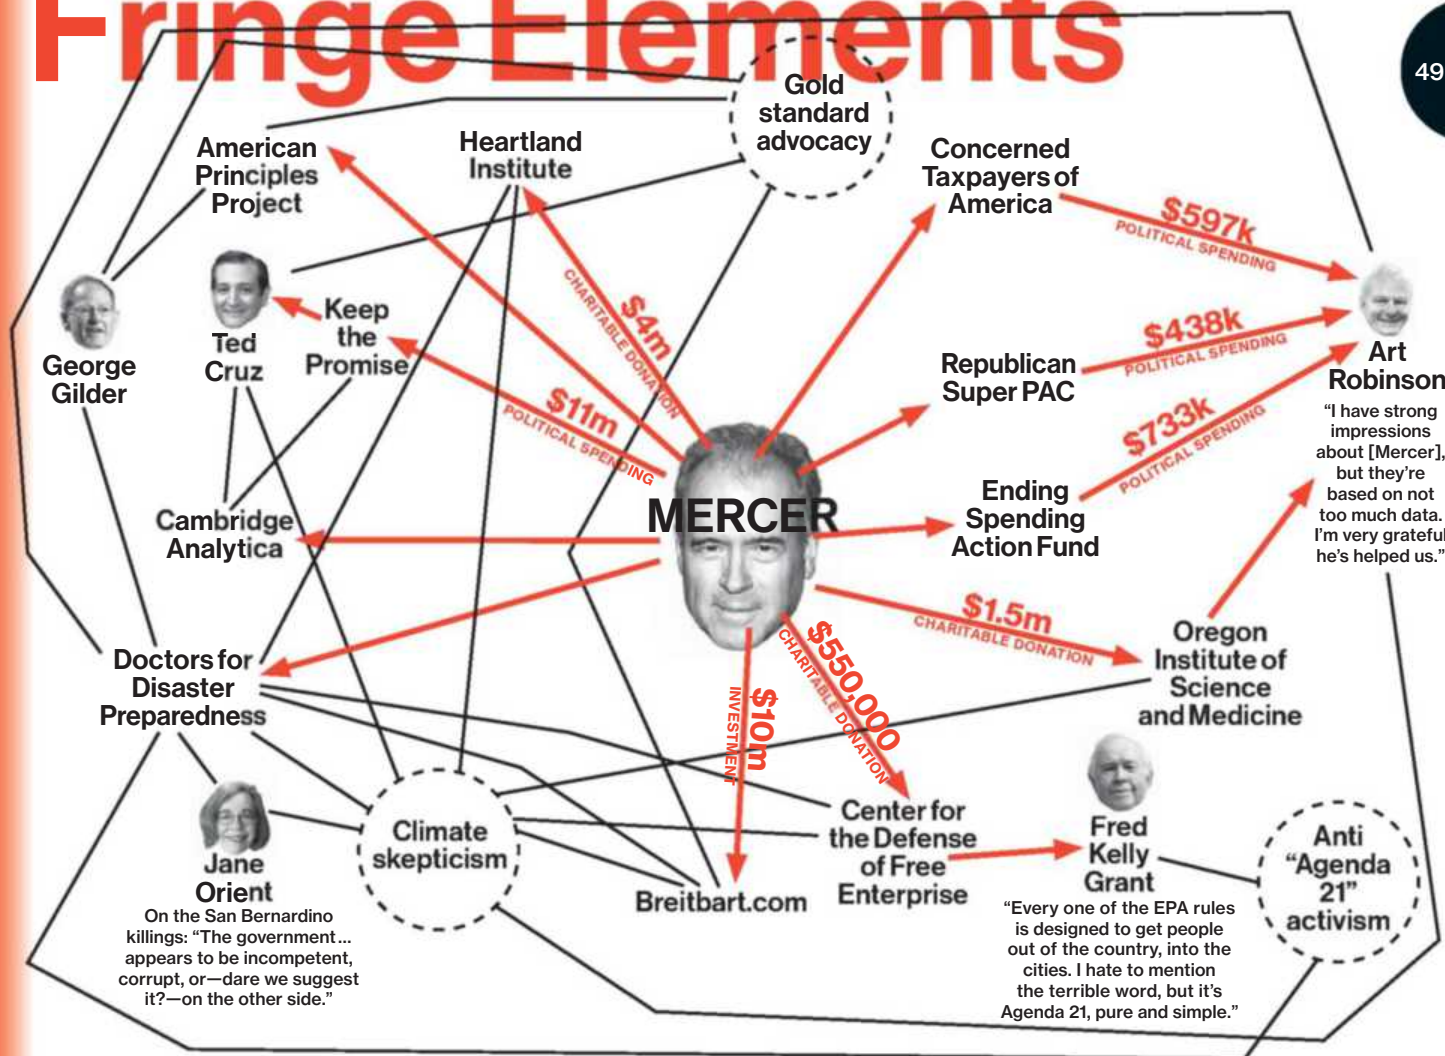 Fringe Elements
49
Gold
standard
advocacy
American
Principles
Project
Heartland
Institute
Concerned
Taxpayers of
America
$597k
POLITICAL SPENDING
George
Gilder
Ted
Cruz
Keep
the
Promise
$4m
CHARITABLE DONATION
$11m
POLITICAL SPENDING
Republican
Super PAC
$438k
POLITICAL SPENDING
Art
Robinson
“I have strong
impressions
about [Mercer],
but they’re
based on not
too much data.
I’m very grateful
he’s helped us.”
$733k
POLITICAL SPENDING
MERCER
Cambridge
Analytica
Ending
Spending
Action Fund
$1.5m
CHARITABLE DONATION
Oregon
Institute of
Science
and Medicine
Doctors for
Disaster
Preparedness
$10m
INVESTMENT
$550,000
CHARITABLE DONATION
Jane
Orient
On the San Bernardino
killings: “The government...
appears to be incompetent,
corrupt, or—dare we suggest
it?—on the other side.”
Climate
skepticism
Breitbart.com
Center for
the Defense
of Free
Enterprise
Fred
Kelly
Grant
“Every one of the EPA rules
is designed to get people
out of the country, into the
cities. I hate to mention
the terrible word, but it’s
Agenda 21, pure and simple.”
Anti
“Agenda
21”
activism